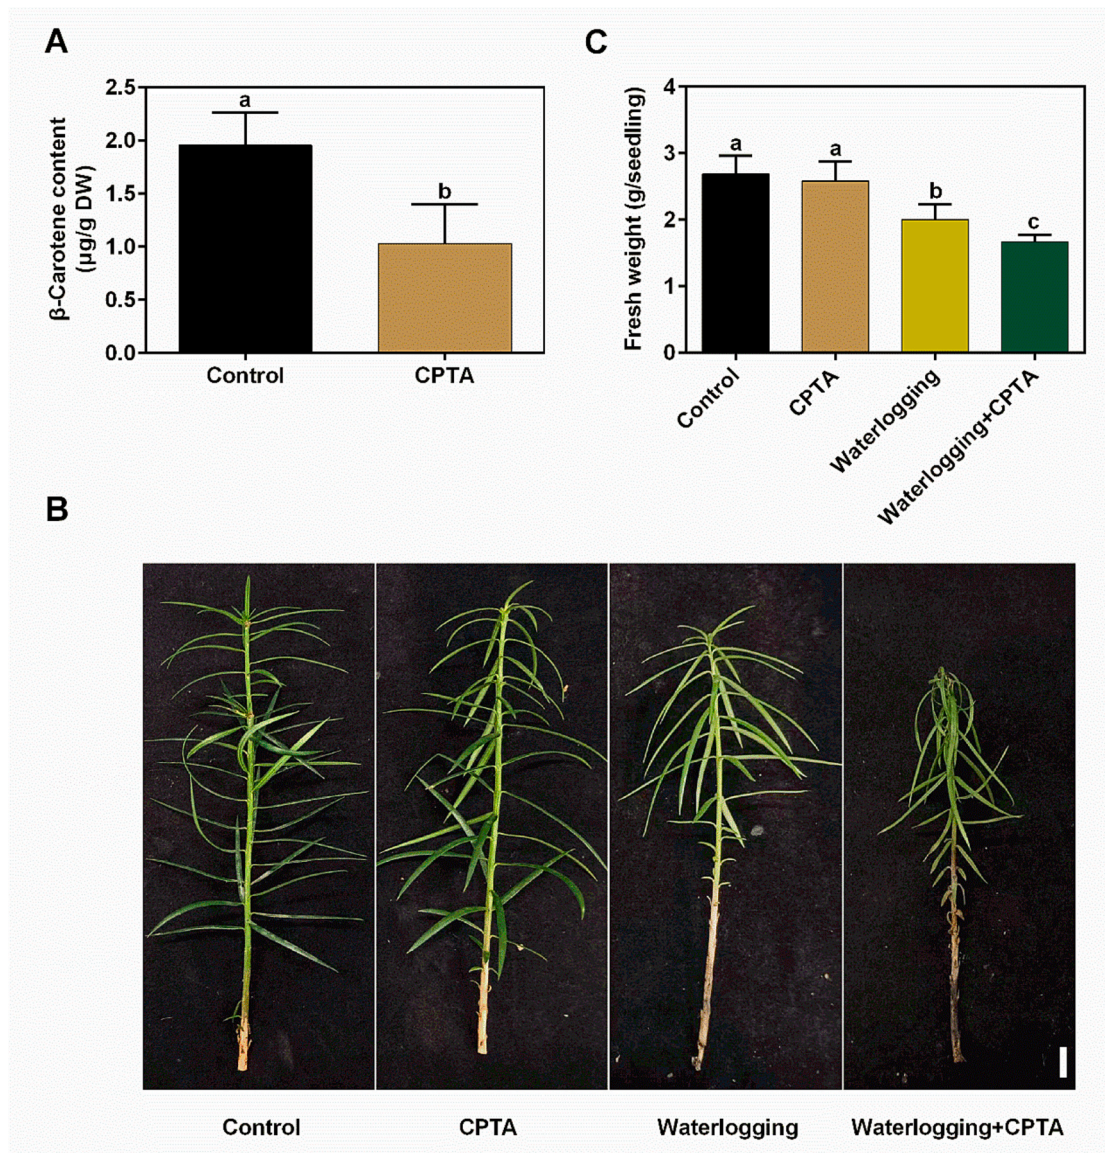 A
β-Carotene content
(μg/g DW)
2.5
2.0
1.5
1.0
0.5
0.0
a
b
Control
CPTA
C
Fresh weight (g/seedling)
4
3
2
1
0
a
a
b
c
Control
CPTA
Waterlogging
Waterlogging+CPTA
B
Control
CPTA
Waterlogging
Waterlogging+CPTA